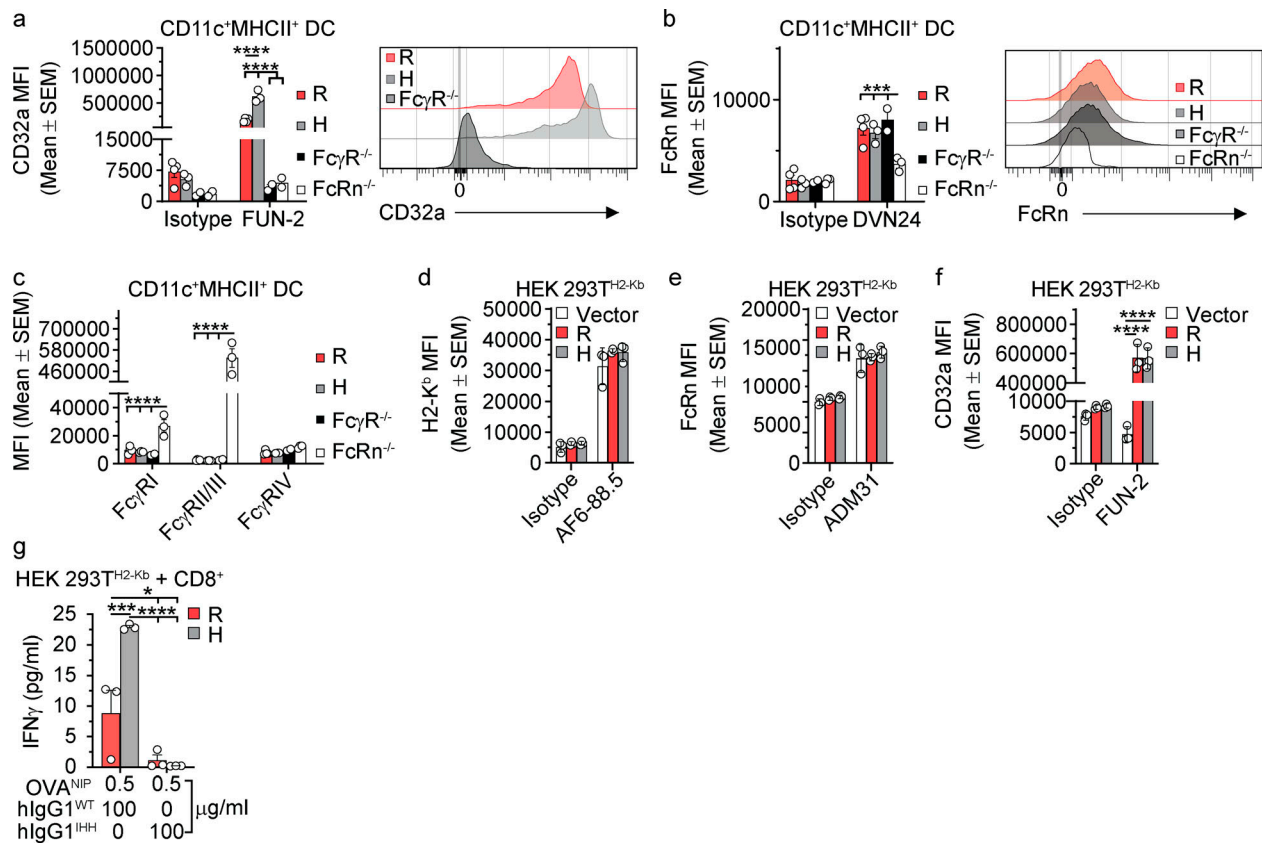 a
CD11c⁺MHCII⁺ DC
CD32a MFI
(Mean ± SEM)
1500000
1000000
500000
15000
7500
0
****
****
Isotype FUN-2
R
H
FcγR⁻/⁻
FcRn⁻/⁻
R
H
FcγR⁻/⁻
0
CD32a
b
CD11c⁺MHCII⁺ DC
FcRn MFI
(Mean ± SEM)
10000
0
***
Isotype DVN24
R
H
FcγR⁻/⁻
FcRn⁻/⁻
R
H
FcγR⁻/⁻
FcRn⁻/⁻
0
FcRn
c
CD11c⁺MHCII⁺ DC
MFI (Mean ± SEM)
700000
580000
460000
40000
20000
0
****
****
FcγRI
FcγRII/III
FcγRIV
R
H
FcγR⁻/⁻
FcRn⁻/⁻
d
HEK 293T^H2-Kb
H2-Kᵇ MFI
(Mean ± SEM)
50000
40000
30000
20000
10000
0
Vector
R
H
Isotype
AF6-88.5
e
HEK 293T^H2-Kb
FcRn MFI
(Mean ± SEM)
20000
15000
10000
5000
0
Vector
R
H
Isotype
ADM31
f
HEK 293T^H2-Kb
CD32a MFI
(Mean ± SEM)
800000
600000
400000
10000
5000
0
Vector
R
H
****
****
Isotype
FUN-2
g
HEK 293T^H2-Kb + CD8⁺
IFNγ (pg/ml)
25
20
15
10
5
0
*
*** ****
R
H
OVA^NIP 0.5 0.5
hIgG1^WT 100 0
hIgG1^IHH 0 100
μg/ml